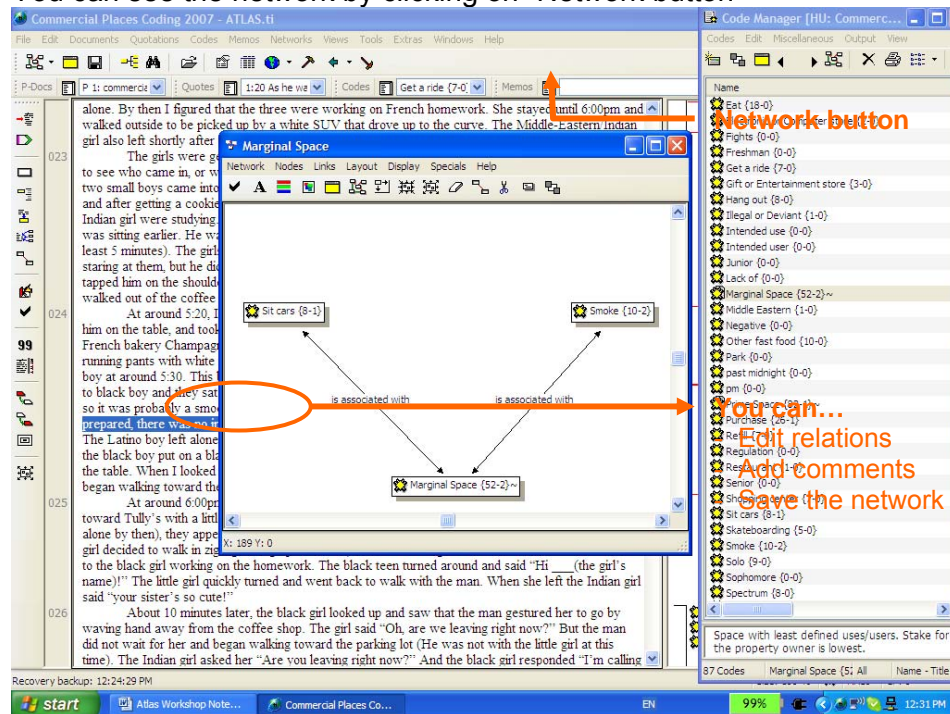 You can see the network by clicking on "Network button"
Commercial Places Coding 2007 - ATLAS.ti
File Edit Documents Quotations Codes Memos Networks Views Tools Extras Windows Help
P-Docs P 1: commercia Quotes 1:20 As he wa Codes Get a ride {7-0} Memos
alone. By then I figured that the three were working on French homework. She stayed until 6:00pm and
walked outside to be picked up by a white SUV that drove up to the curve. The Middle-Eastern Indian
girl also left shortly after
023 The girls were ge
to see who came in, or w
two small boys came into
and after getting a cookie
Indian girl were studying.
was sitting earlier. He wa
least 5 minutes). The girl
staring at them, but he did
tapped him on the should
walked out of the coffee
024 At around 5:20, I
him on the table, and took
French bakery Champagn
running pants with white
boy at around 5:30. This
to black boy and they sat
so it was probably a smo
prepared, there was no in
The Latino boy left alone
the black boy put on a bla
the table. When I looked
began walking toward the
025 At around 6:00pm
toward Tully's with a littl
alone by then), they appe
girl decided to walk in zig
to the black girl working on the homework. The black teen turned around and said "Hi ___(the girl's
name)!" The little girl quickly turned and went back to walk with the man. When she left the Indian girl
said "your sister's so cute!"
026 About 10 minutes later, the black girl looked up and saw that the man gestured her to go by
waving hand away from the coffee shop. The girl said "Oh, are we leaving right now?" But the man
did not wait for her and began walking toward the parking lot (He was not with the little girl at this
time). The Indian girl asked her "Are you leaving right now?" And the black girl responded "I'm calling
Marginal Space
Network Nodes Links Layout Display Specials Help
Sit cars {8-1}
Smoke {10-2}
is associated with
is associated with
Marginal Space {52-2}~
X: 189 Y: 0
Code Manager [HU: Commerc...
Codes Edit Miscellaneous Output View
Name
Eat {18-0}
Network button
Fights {0-0}
Freshman {0-0}
Get a ride {7-0}
Gift or Entertainment store {3-0}
Hang out {8-0}
Illegal or Deviant {1-0}
Intended use {0-0}
Intended user {0-0}
Junior {0-0}
Lack of {0-0}
Marginal Space {52-2}~
Middle Eastern {1-0}
Negative {0-0}
Other fast food {10-0}
Park {0-0}
past midnight {0-0}
pm {0-0}
You can…
Purchase {26-1}
Refill {7-0}
Edit relations
Regulation {0-0}
Add comments
Senior {0-0}
Save the network
Sit cars {8-1}
Skateboarding {5-0}
Smoke {10-2}
Solo {9-0}
Sophomore {0-0}
Spectrum {8-0}
Space with least defined uses/users. Stake for
the property owner is lowest.
87 Codes Marginal Space {5: All Name - Title
Recovery backup: 12:24:29 PM
start Atlas Workshop Note... Commercial Places Co... EN 99% 12:31 PM